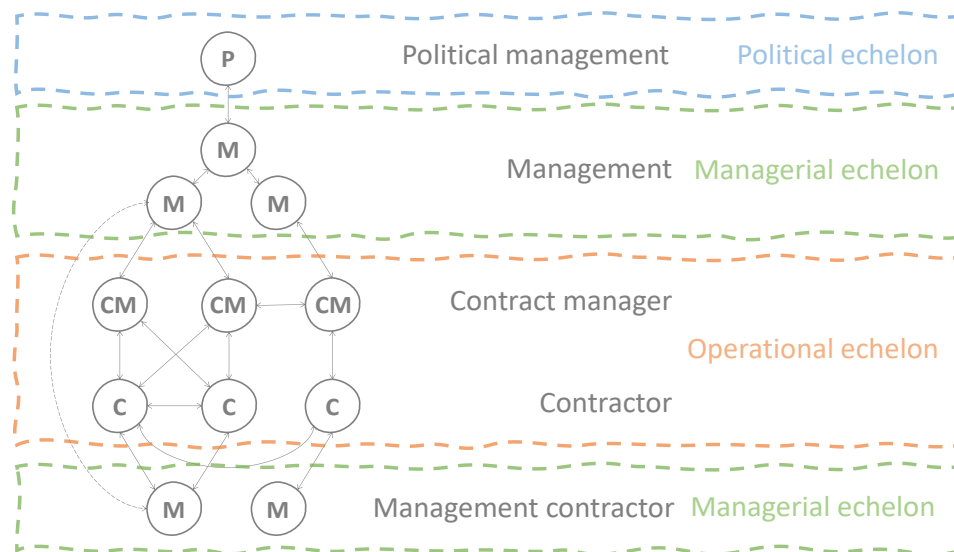 P Political management Political echelon
M
Management Managerial echelon
M M
CM CM CM Contract manager
Operational echelon
C C C Contractor
M M Management contractor Managerial echelon